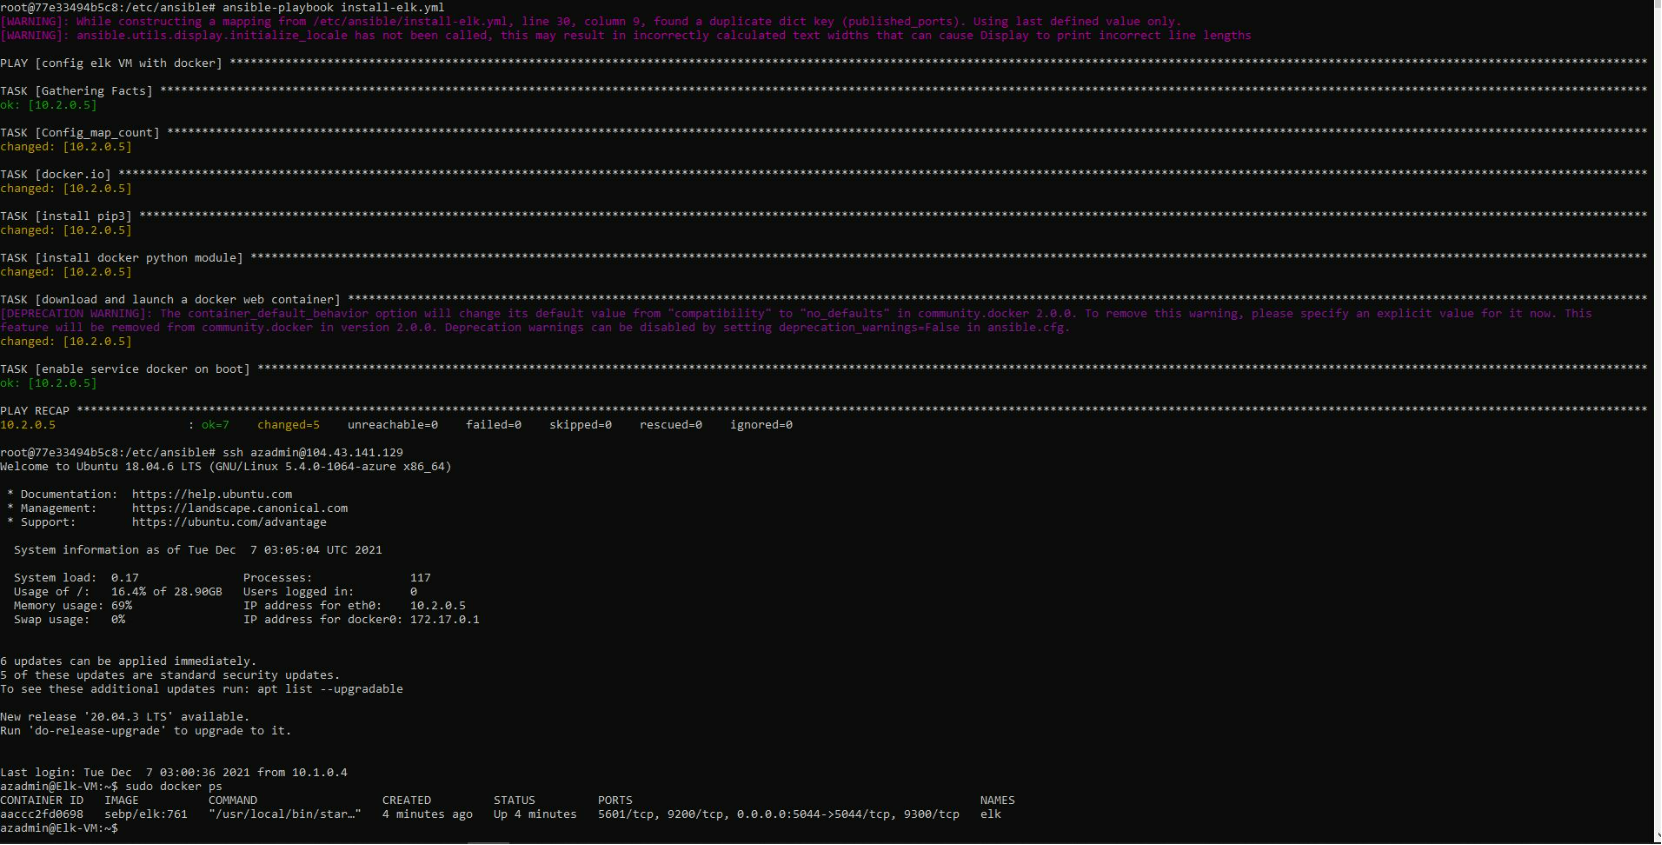 root@77e33494b5c8:/etc/ansible# ansible-playbook install-elk.yml
[WARNING]: While constructing a mapping from /etc/ansible/install-elk.yml, line 30, column 9, found a duplicate dict key (published_ports). Using last defined value only.
[WARNING]: ansible.utils.display.initialize_locale has not been called, this may result in incorrectly calculated text widths that can cause Display to print incorrect line lengths
PLAY [config elk VM with docker] ****************************************
TASK [Gathering Facts] ****************************************
ok: [10.2.0.5]
TASK [Config_map_count] ****************************************
changed: [10.2.0.5]
TASK [docker.io] ****************************************
changed: [10.2.0.5]
TASK [install pip3] ****************************************
changed: [10.2.0.5]
TASK [install docker python module] ****************************************
changed: [10.2.0.5]
TASK [download and launch a docker web container] ****************************************
[DEPRECATION WARNING]: The container_default_behavior option will change its default value from "compatibility" to "no_defaults" in community.docker 2.0.0. To remove this warning, please specify an explicit value for it now. This
feature will be removed from community.docker in version 2.0.0. Deprecation warnings can be disabled by setting deprecation_warnings=False in ansible.cfg.
changed: [10.2.0.5]
TASK [enable service docker on boot] ****************************************
ok: [10.2.0.5]
PLAY RECAP ****************************************
10.2.0.5 : ok=7 changed=5 unreachable=0 failed=0 skipped=0 rescued=0 ignored=0
root@77e33494b5c8:/etc/ansible# ssh azadmin@104.43.141.129
Welcome to Ubuntu 18.04.6 LTS (GNU/Linux 5.4.0-1064-azure x86_64)
* Documentation: https://help.ubuntu.com
* Management: https://landscape.canonical.com
* Support: https://ubuntu.com/advantage
System information as of Tue Dec 7 03:05:04 UTC 2021
System load: 0.17 Processes: 117
Usage of /: 16.4% of 28.90GB Users logged in: 0
Memory usage: 69% IP address for eth0: 10.2.0.5
Swap usage: 0% IP address for docker0: 172.17.0.1
6 updates can be applied immediately.
5 of these updates are standard security updates.
To see these additional updates run: apt list --upgradable
New release '20.04.3 LTS' available.
Run 'do-release-upgrade' to upgrade to it.
Last login: Tue Dec 7 03:00:36 2021 from 10.1.0.4
azadmin@Elk-VM:~$ sudo docker ps
CONTAINER ID IMAGE COMMAND CREATED STATUS PORTS NAMES
aaccc2fd0698 sebp/elk:761 "/usr/local/bin/star…" 4 minutes ago Up 4 minutes 5601/tcp, 9200/tcp, 0.0.0.0:5044->5044/tcp, 9300/tcp elk
azadmin@Elk-VM:~$